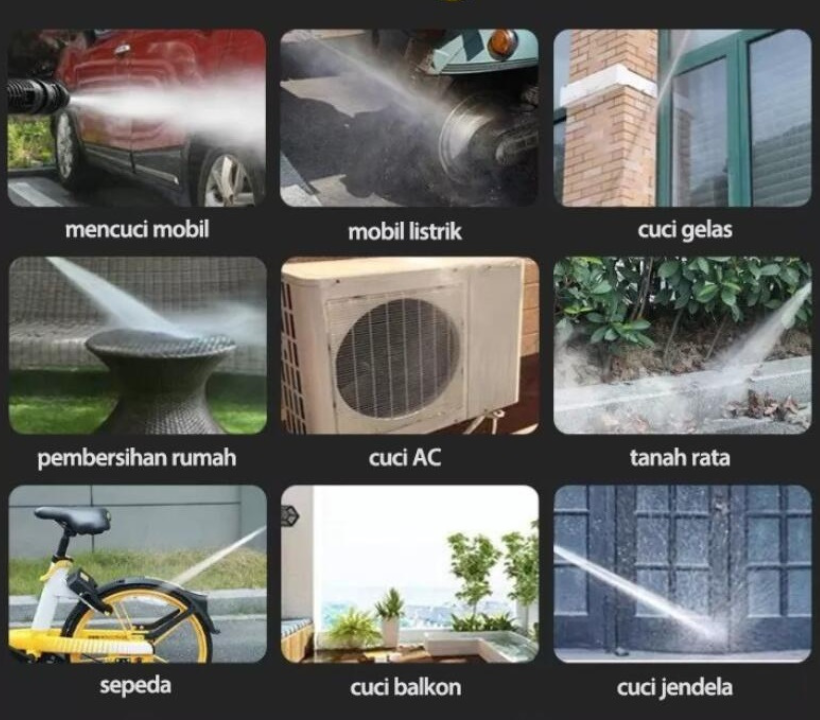 mencuci mobil
mobil listrik
cuci gelas
pembersihan rumah
cuci AC
tanah rata
sepeda
cuci balkon
cuci jendela